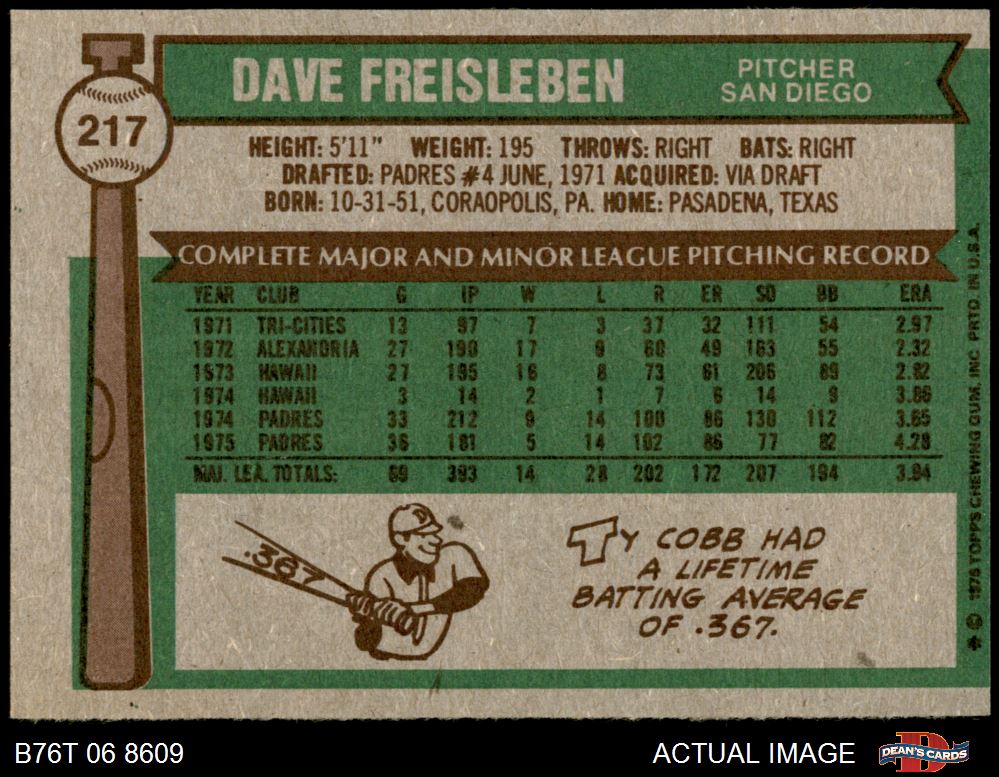 217
DAVE FREISLEBEN
PITCHER
SAN DIEGO
HEIGHT: 5'11" WEIGHT: 195 THROWS: RIGHT BATS: RIGHT
DRAFTED: PADRES #4 JUNE, 1971 ACQUIRED: VIA DRAFT
BORN: 10-31-51, CORAOPOLIS, PA. HOME: PASADENA, TEXAS
COMPLETE MAJOR AND MINOR LEAGUE PITCHING RECORD
YEAR CLUB G IP W L R ER SO BB ERA
1971 TRI-CITIES 13 97 7 3 37 32 111 54 2.97
1972 ALEXANDRIA 27 190 17 9 60 49 163 55 2.32
1973 HAWAII 27 195 16 8 73 61 206 89 2.82
1974 HAWAII 3 14 2 1 7 6 14 9 3.86
1974 PADRES 33 212 9 14 100 86 130 112 3.65
1975 PADRES 36 181 5 14 102 86 77 82 4.28
MAJ. LEA. TOTALS: 69 393 14 28 202 172 207 194 3.94
.367
TY COBB HAD
A LIFETIME
BATTING AVERAGE
OF .367.
* © 1976 TOPPS CHEWING GUM, INC. PRTD. IN U.S.A.
B76T 06 8609
ACTUAL IMAGE
DEAN'S CARDS